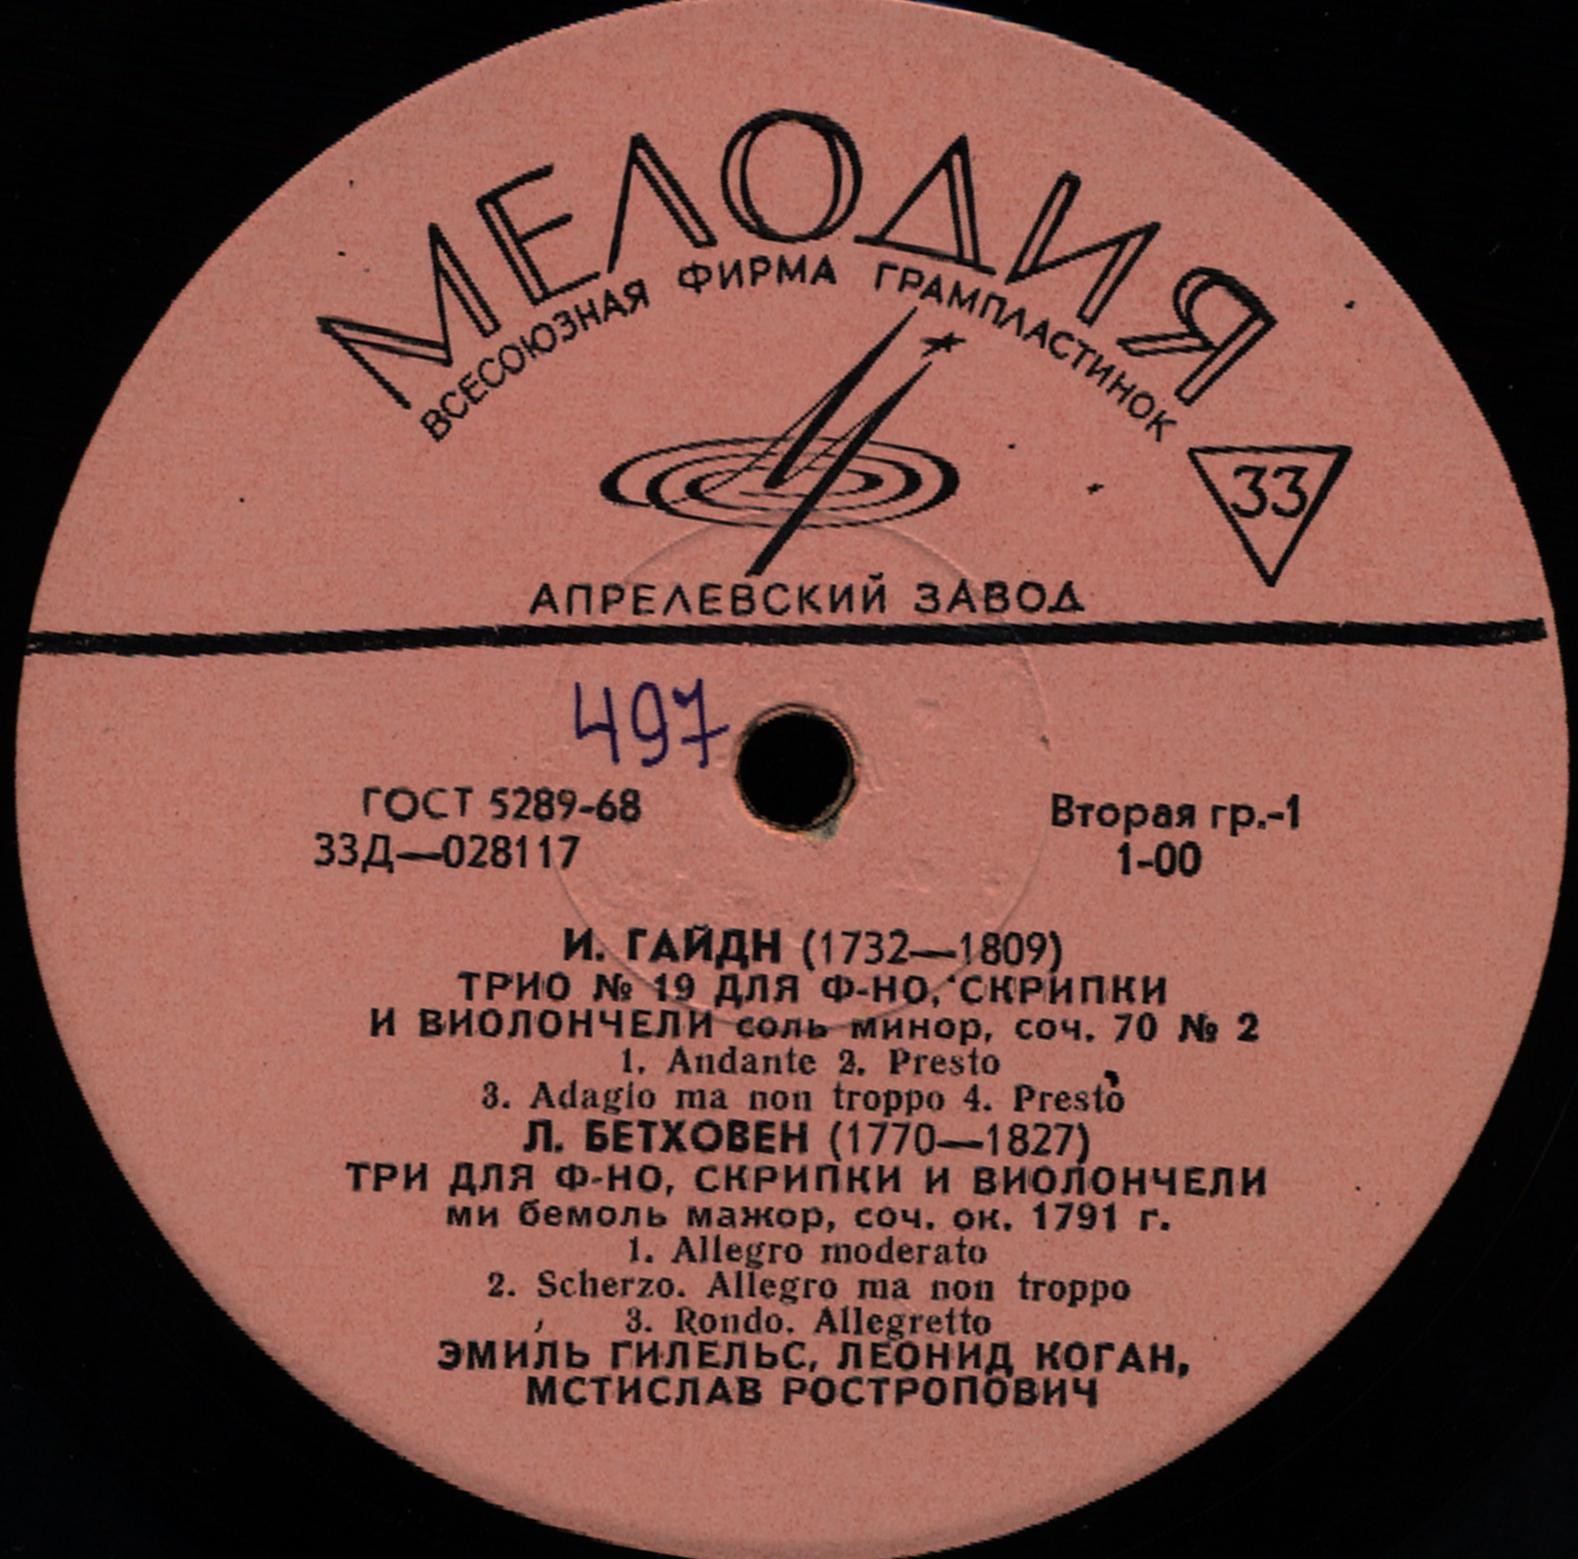 МЕЛОДИЯ
ВСЕСОЮЗНАЯ ФИРМА ГРАМПЛАСТИНОК
33
АПРЕЛЕВСКИЙ ЗАВОД
497
ГОСТ 5289-68
33Д—028117
Вторая гр.-1
1-00
И. ГАЙДН (1732—1809)
ТРИО № 19 ДЛЯ Ф-НО, СКРИПКИ
И ВИОЛОНЧЕЛИ соль минор, соч. 70 № 2
1. Andante 2. Presto
3. Adagio ma non troppo 4. Presto
Л. БЕТХОВЕН (1770—1827)
ТРИ ДЛЯ Ф-НО, СКРИПКИ И ВИОЛОНЧЕЛИ
ми бемоль мажор, соч. ок. 1791 г.
1. Allegro moderato
2. Scherzo. Allegro ma non troppo
3. Rondo. Allegretto
ЭМИЛЬ ГИЛЕЛЬС, ЛЕОНИД КОГАН,
МСТИСЛАВ РОСТРОПОВИЧ